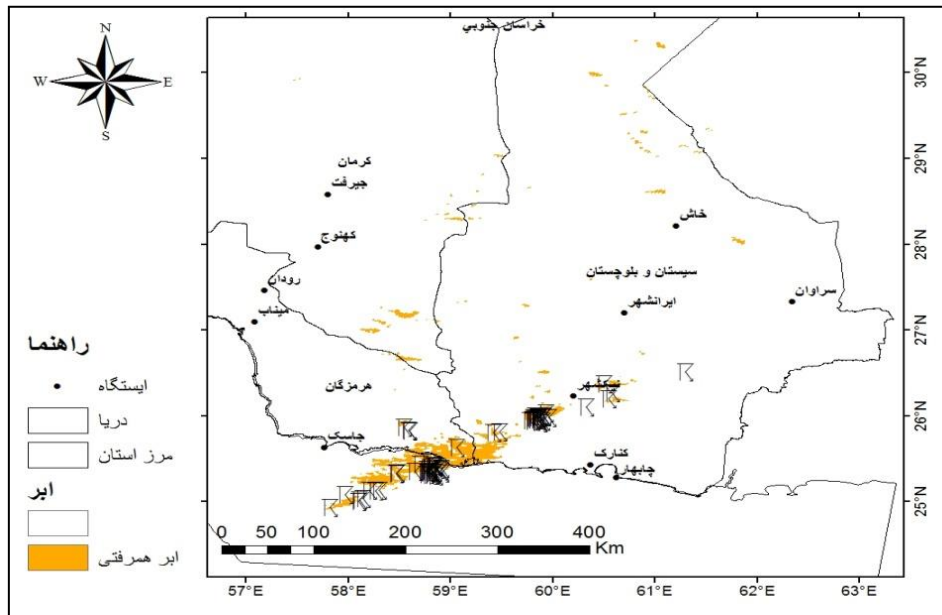 N
W E
S
خراسان جنوبي
کرمان
جیرفت
کهنوج
رودان
میناب
هرمزگان
جاسک
خاش
سیستان و بلوچستان
سراوان
ایرانشهر
نیکشهر
کنارک
چابهار
راهنما
ایستگاه
دریا
مرز استان
ابر
ابر همرفتی
0 50 100 200 300 400
Km
30°N
29°N
28°N
27°N
26°N
25°N
57°E 58°E 59°E 60°E 61°E 62°E 63°E